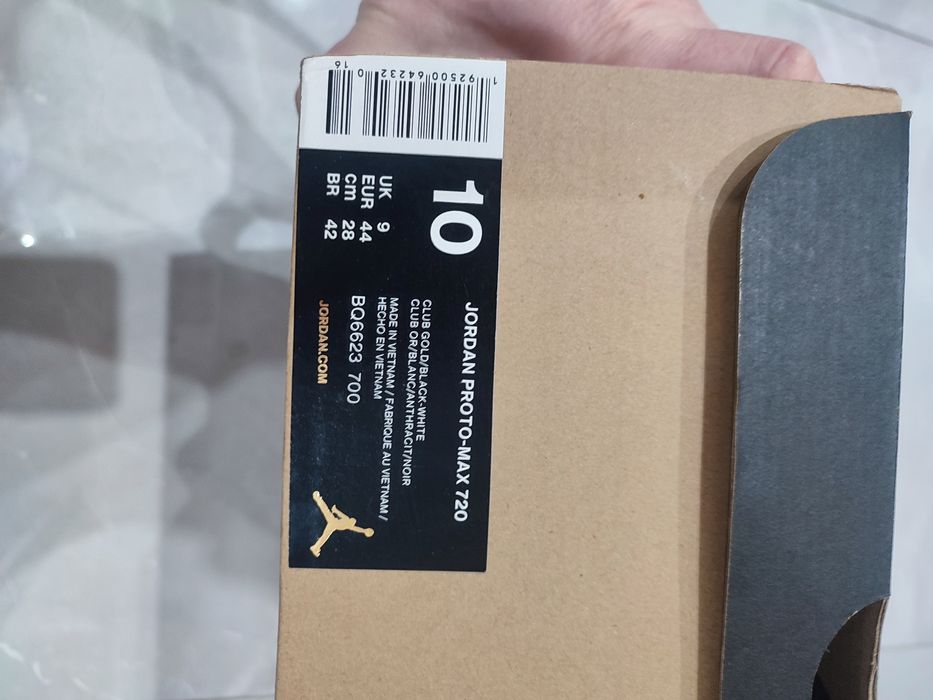 1 92500 64232 0
16
10
UK 9
EUR 44
cm 28
BR 42
JORDAN PROTO-MAX 720
CLUB GOLD/BLACK-WHITE
CLUB OR/BLANC/ANTHRACIT/NOIR
MADE IN VIETNAM / FABRIQUE AU VIETNAM /
HECHO EN VIETNAM
BQ6623 700
JORDAN.COM